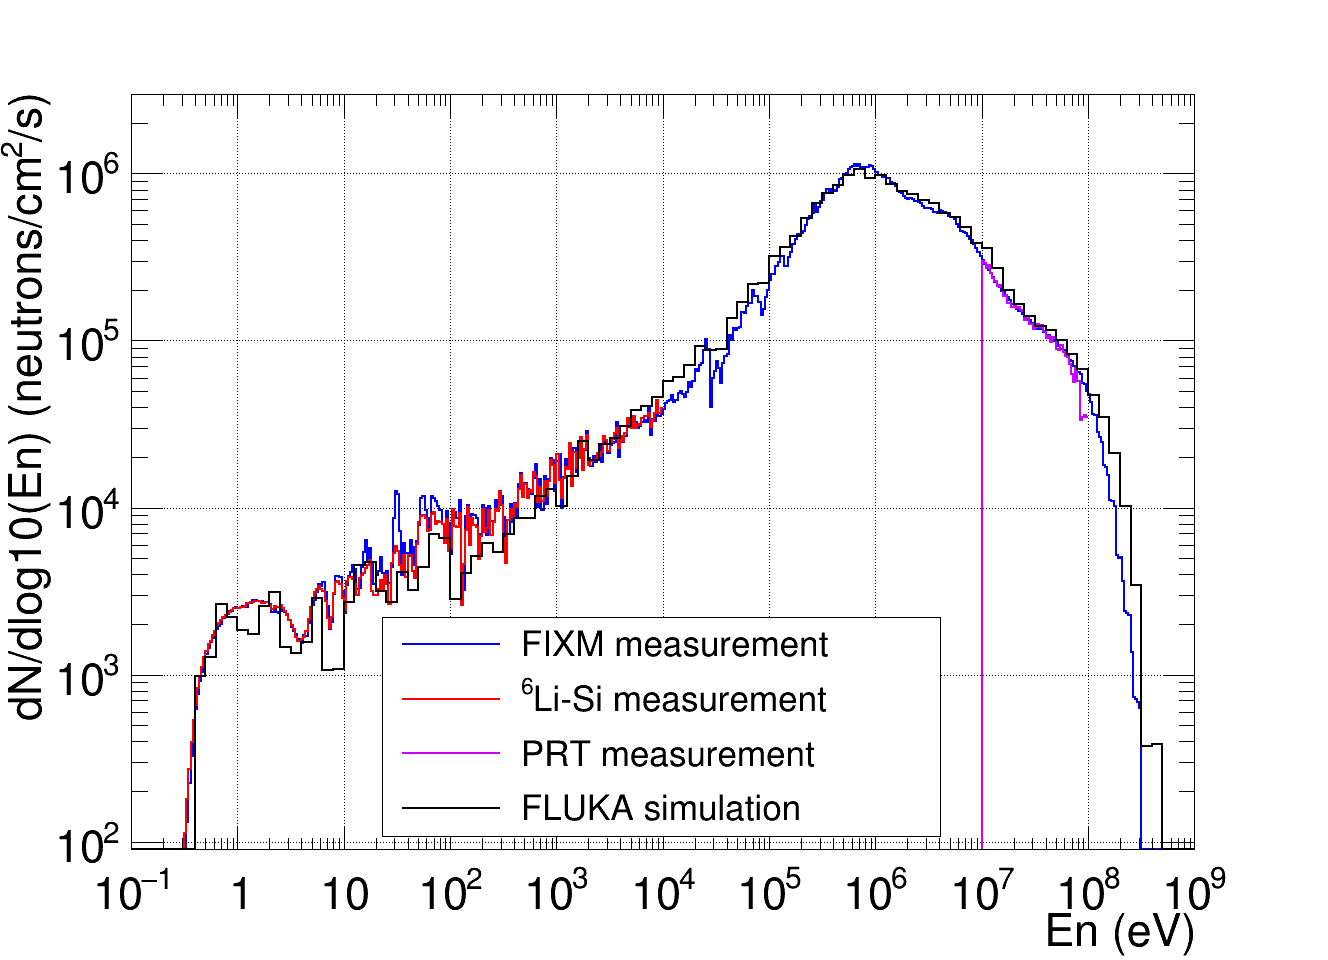 dN/dlog10(En) (neutrons/cm²/s)
10⁶
10⁵
10⁴
10³
10²
FIXM measurement
⁶Li-Si measurement
PRT measurement
FLUKA simulation
10⁻¹ 1 10 10² 10³ 10⁴ 10⁵ 10⁶ 10⁷ 10⁸ 10⁹
En (eV)